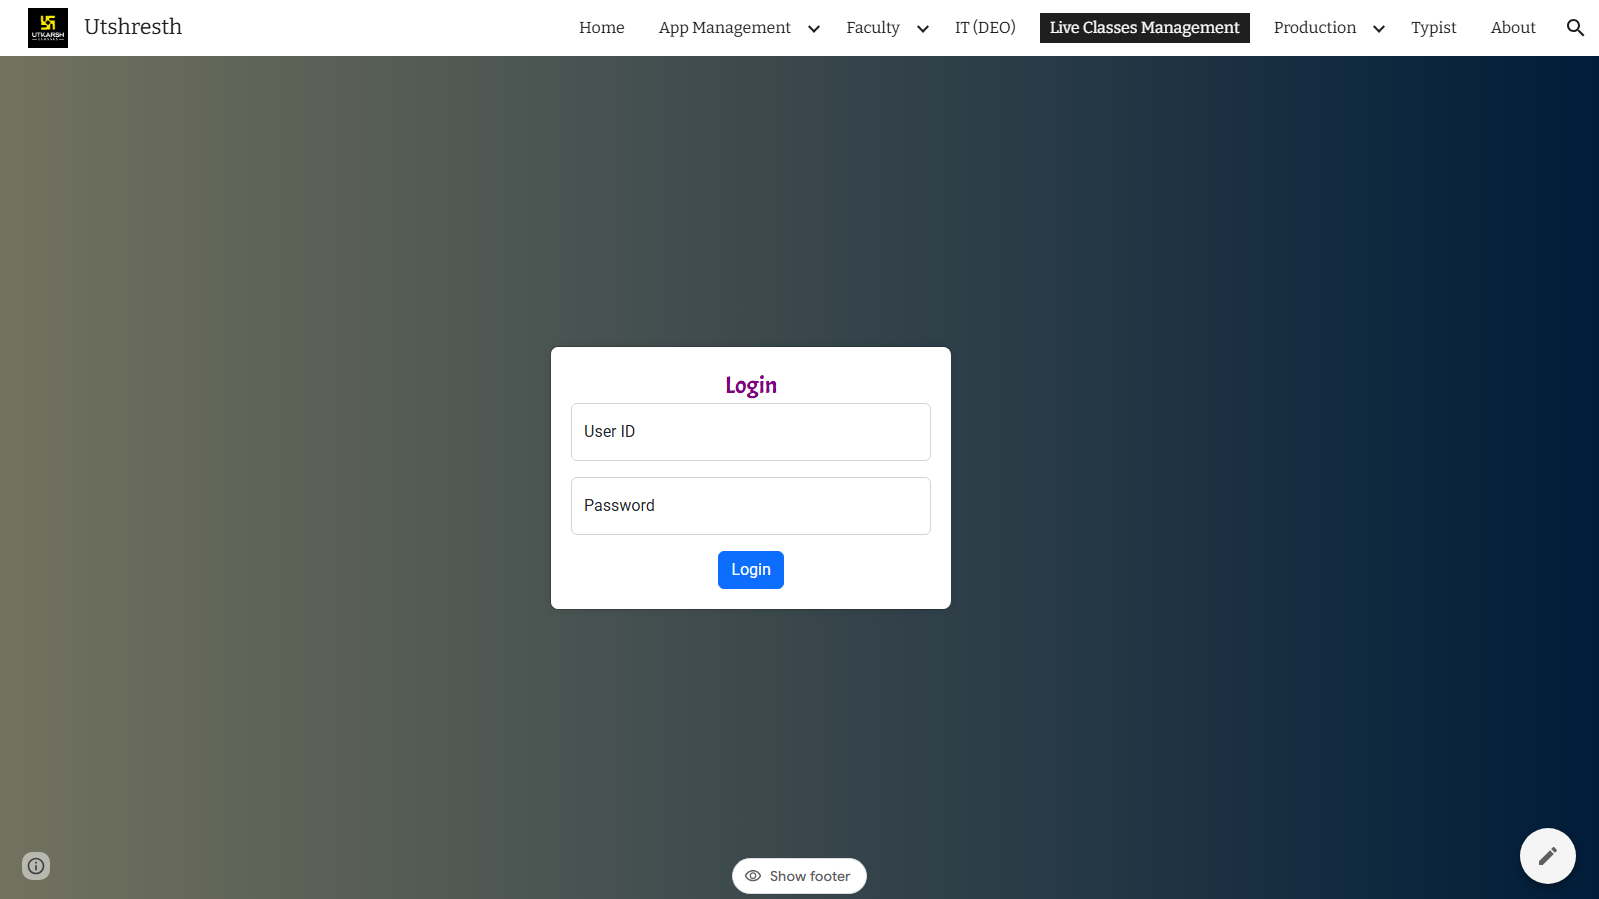 UTKARSH
CLASSES
Utshresth
Home
App Management
Faculty
IT (DEO)
Live Classes Management
Production
Typist
About
Login
User ID
Password
Login
Show footer